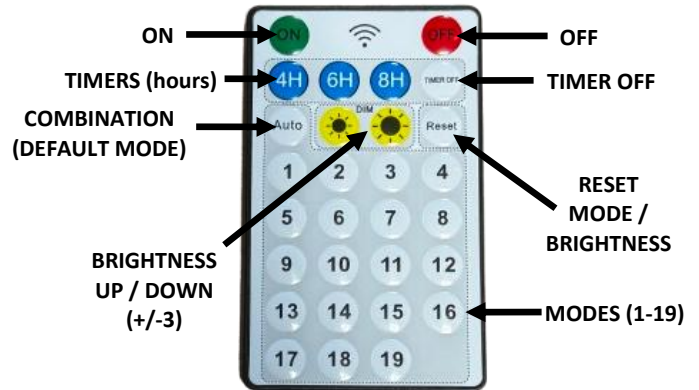 ON
ON
OFF
OFF
TIMERS (hours)
4H 6H 8H TIMER OFF
TIMER OFF
COMBINATION
(DEFAULT MODE)
DIM
Auto
Reset
RESET
MODE /
BRIGHTNESS
BRIGHTNESS
UP / DOWN
(+/-3)
1 2 3 4
5 6 7 8
9 10 11 12
13 14 15 16
MODES (1-19)
17 18 19